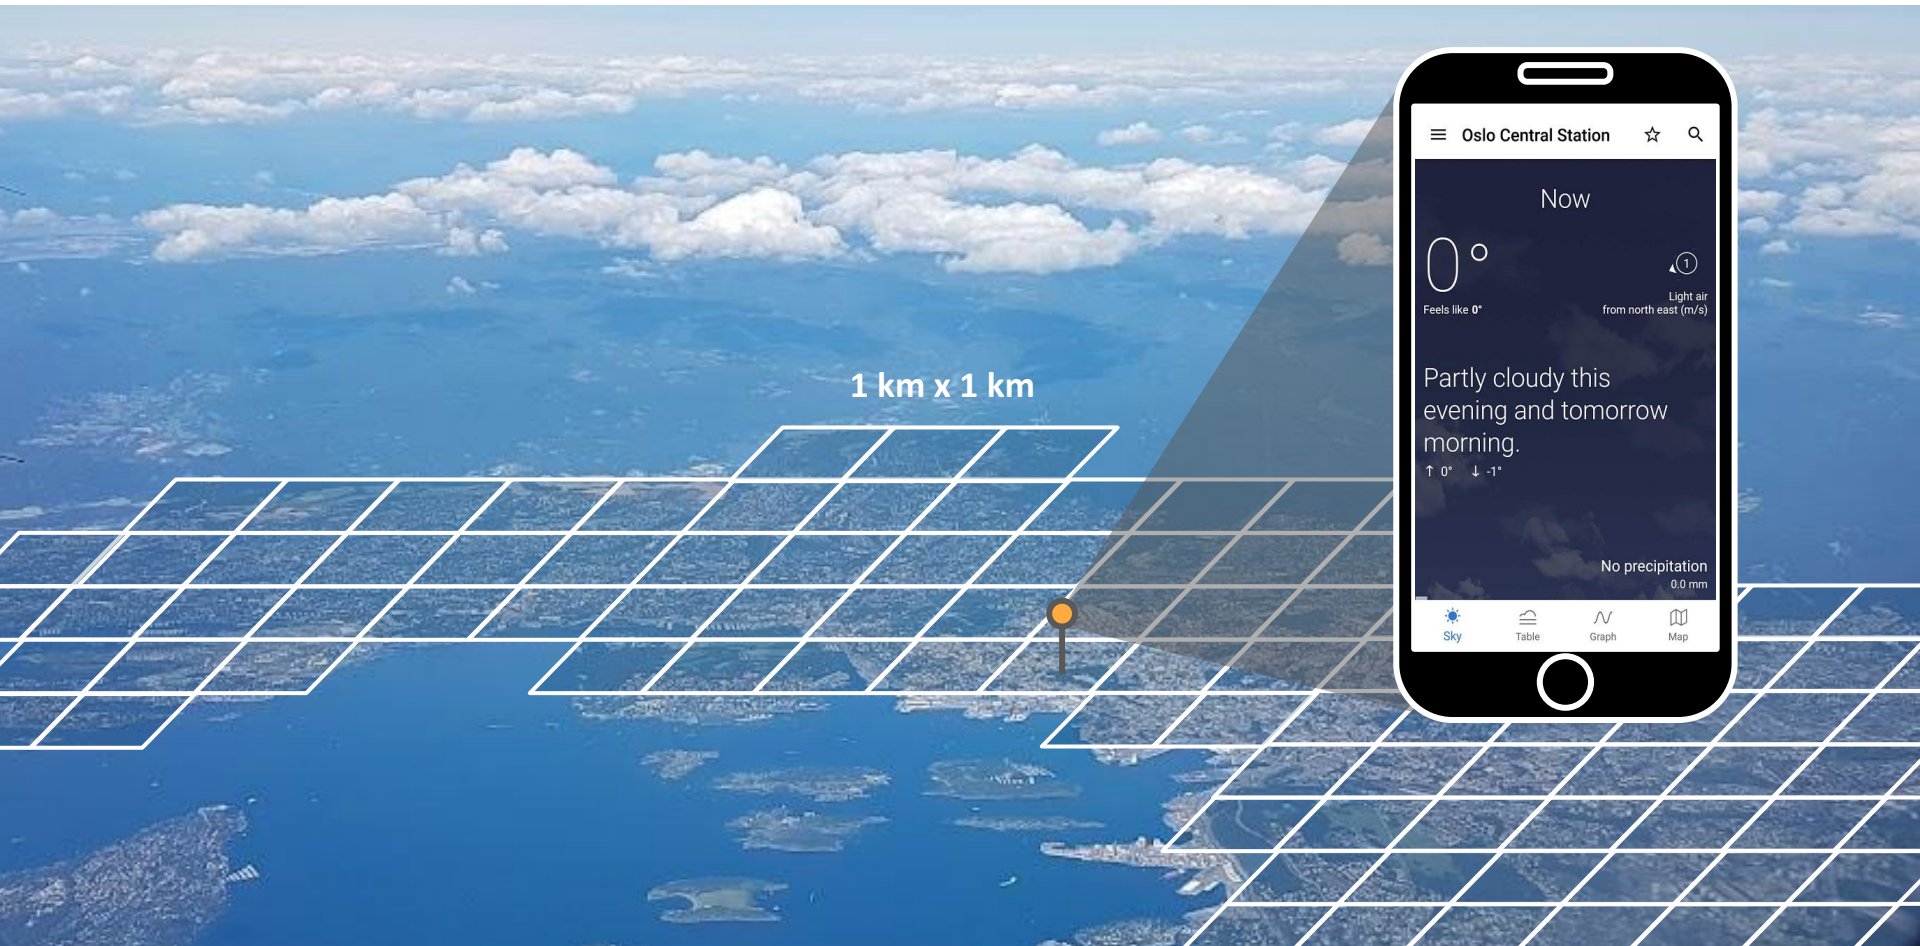 1 km x 1 km
Oslo Central Station
Now
0°
1
Feels like 0°
Light air
from north east (m/s)
Partly cloudy this
evening and tomorrow
morning.
↑ 0° ↓ -1°
No precipitation
0.0 mm
Sky Table Graph Map